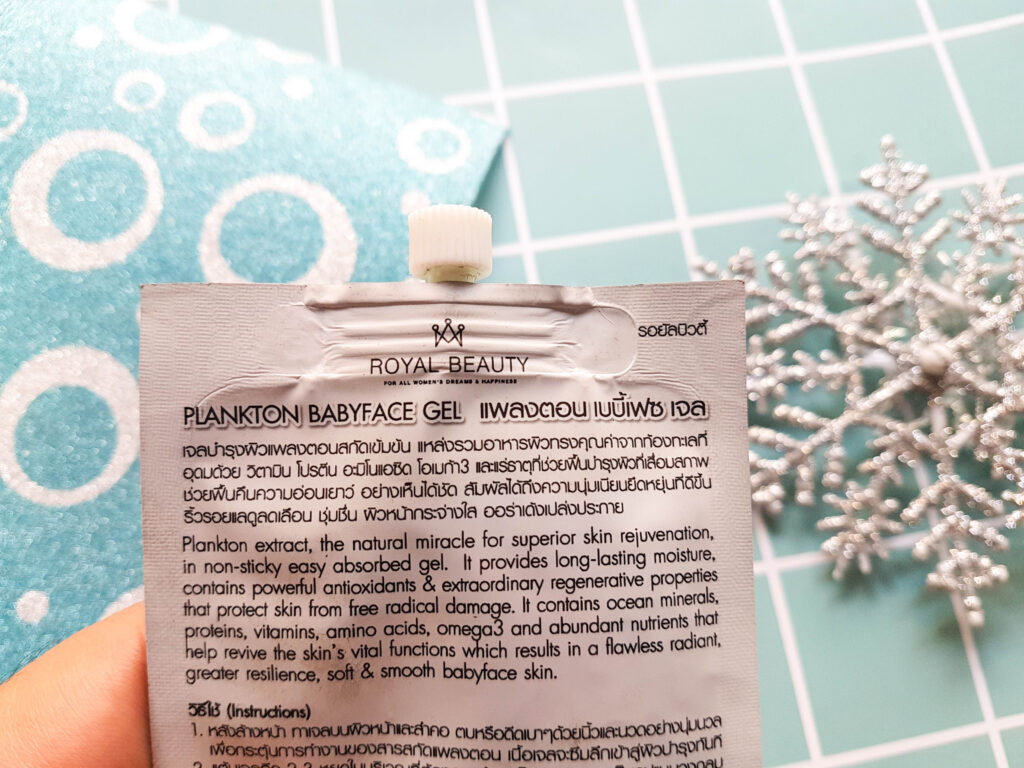 รอยัลบิวตี้
ROYAL BEAUTY
FOR ALL WOMEN'S DREAMS & HAPPINESS
PLANKTON BABYFACE GEL แพลงตอน เบบี้เฟซ เจล
เจลบำรุงผิวแพลงตอนสกัดเข้มข้น แหล่งรวมอาหารผิวทรงคุณค่าจากท้องทะเลที่
อุดมด้วย วิตามิน โปรตีน อะมิโนแอซิด โอเมก้า3 และแร่ธาตุที่ช่วยฟื้นบำรุงผิวที่เสื่อมสภาพ
ช่วยฟื้นคืนความอ่อนเยาว์ อย่างเห็นได้ชัด สัมผัสได้ถึงความนุ่มเนียนยืดหยุ่นที่ดีขึ้น
ริ้วรอยแลดูลดเลือน ชุ่มชื่น ผิวหน้ากระจ่างใส ออร่าเด้งเปล่งประกาย
Plankton extract, the natural miracle for superior skin rejuvenation,
in non-sticky easy absorbed gel. It provides long-lasting moisture,
contains powerful antioxidants & extraordinary regenerative properties
that protect skin from free radical damage. It contains ocean minerals,
proteins, vitamins, amino acids, omega3 and abundant nutrients that
help revive the skin's vital functions which results in a flawless radiant,
greater resilience, soft & smooth babyface skin.
วิธีใช้ (Instructions)
1. หลังล้างหน้า ทาเจลบนผิวหน้าและลำคอ ตบหรือดีดเบาๆด้วยนิ้วและนวดอย่างนุ่มนวล
เพื่อกระตุ้นการทำงานของสารสกัดแพลงตอน เนื้อเจลจะซึมลึกเข้าสู่ผิวบำรุงทันที